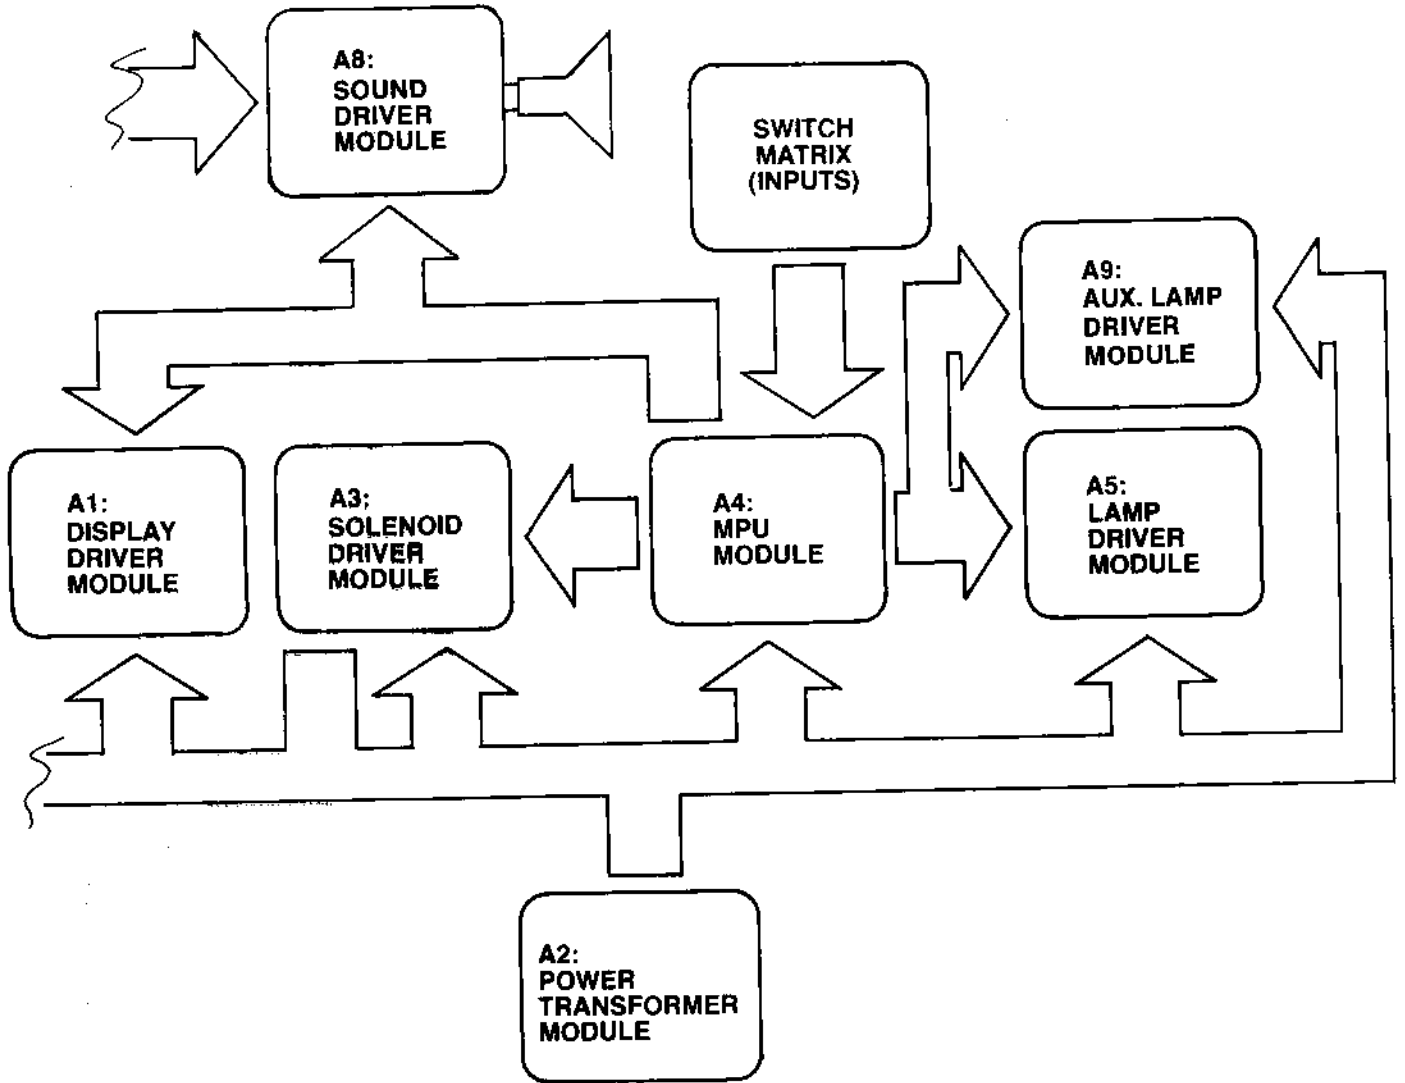 A8:
SOUND
DRIVER
MODULE
SWITCH
MATRIX
(INPUTS)
A9:
AUX. LAMP
DRIVER
MODULE
A1:
DISPLAY
DRIVER
MODULE
A3:
SOLENOID
DRIVER
MODULE
A4:
MPU
MODULE
A5:
LAMP
DRIVER
MODULE
A2:
POWER
TRANSFORMER
MODULE